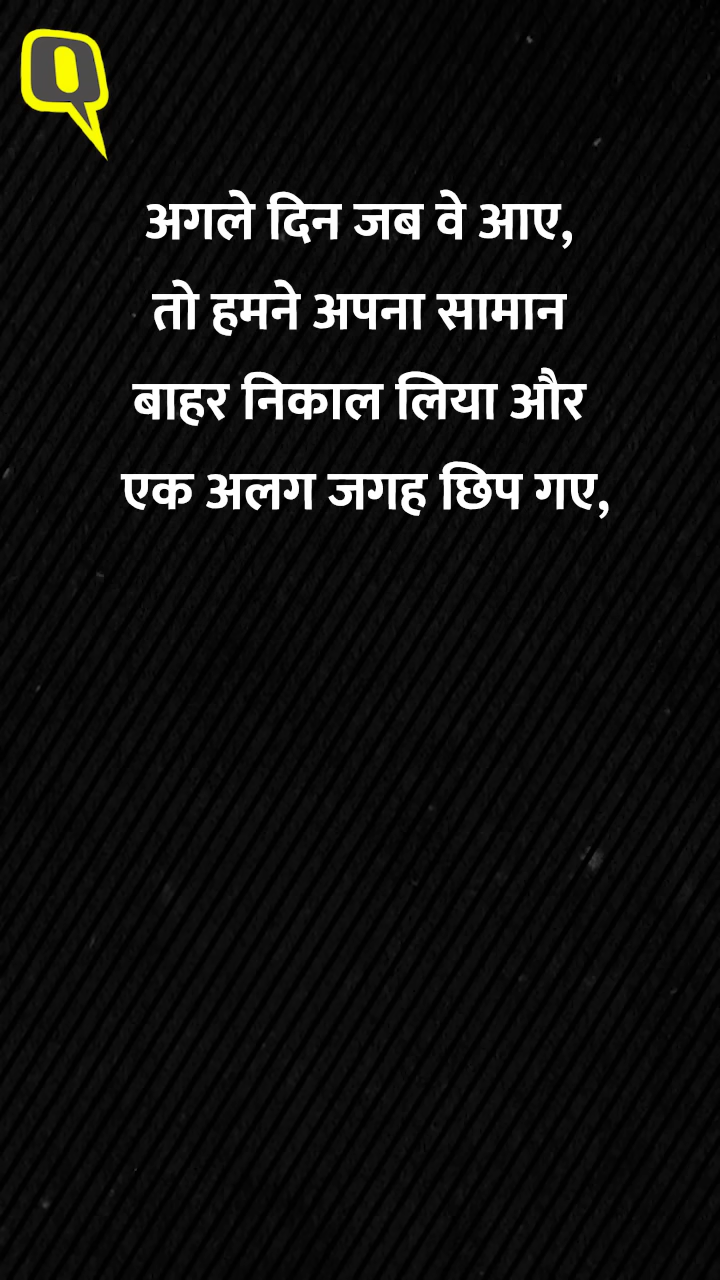 अगले दिन जब वे आए,
तो हमने अपना सामान
बाहर निकाल लिया और
एक अलग जगह छिप गए,